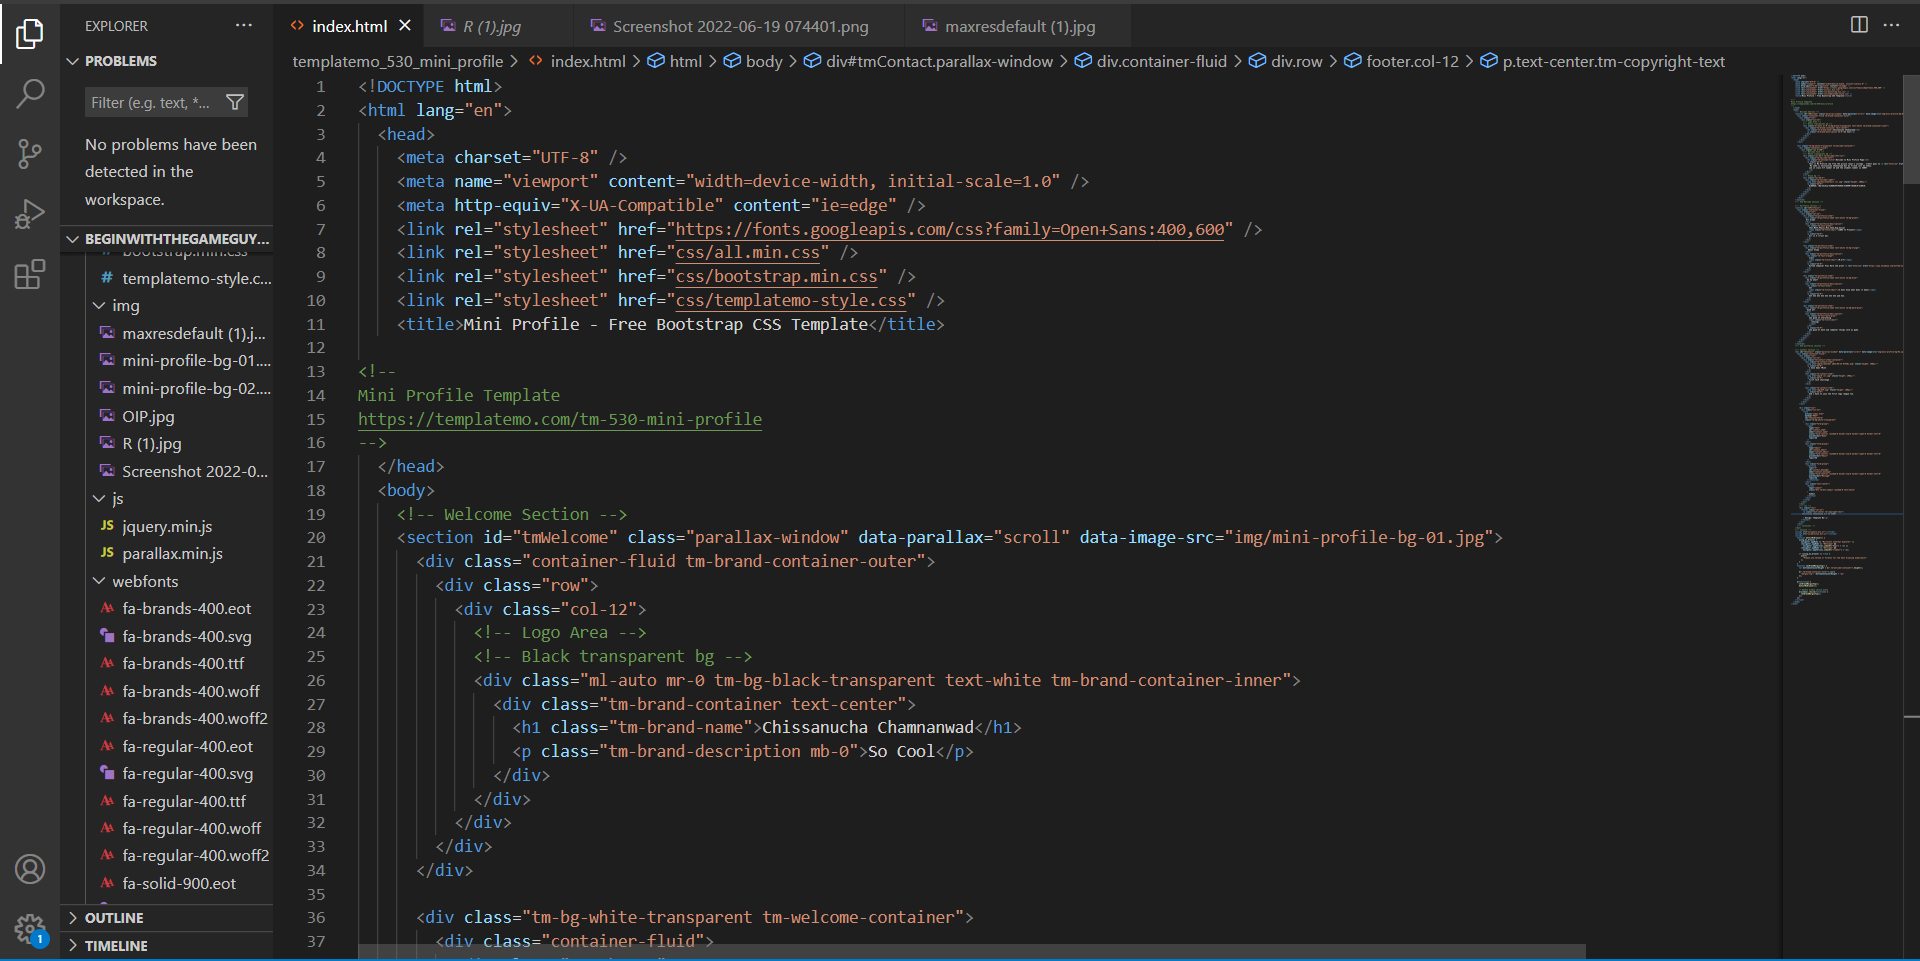 EXPLORER
index.html
R (1).jpg
Screenshot 2022-06-19 074401.png
maxresdefault (1).jpg
PROBLEMS
Filter (e.g. text, *...
No problems have been
detected in the
workspace.
BEGINWITHTHEGAMEGUY...
bootstrap.min.css
# templatemo-style.c...
img
maxresdefault (1).j...
mini-profile-bg-01....
mini-profile-bg-02....
OIP.jpg
R (1).jpg
Screenshot 2022-0...
js
JS jquery.min.js
JS parallax.min.js
webfonts
fa-brands-400.eot
fa-brands-400.svg
fa-brands-400.ttf
fa-brands-400.woff
fa-brands-400.woff2
fa-regular-400.eot
fa-regular-400.svg
fa-regular-400.ttf
fa-regular-400.woff
fa-regular-400.woff2
fa-solid-900.eot
OUTLINE
TIMELINE
1
templatemo_530_mini_profile > index.html > html > body > div#tmContact.parallax-window > div.container-fluid > div.row > footer.col-12 > p.text-center.tm-copyright-text
1 <!DOCTYPE html>
2 <html lang="en">
3 <head>
4 <meta charset="UTF-8" />
5 <meta name="viewport" content="width=device-width, initial-scale=1.0" />
6 <meta http-equiv="X-UA-Compatible" content="ie=edge" />
7 <link rel="stylesheet" href="https://fonts.googleapis.com/css?family=Open+Sans:400,600" />
8 <link rel="stylesheet" href="css/all.min.css" />
9 <link rel="stylesheet" href="css/bootstrap.min.css" />
10 <link rel="stylesheet" href="css/templatemo-style.css" />
11 <title>Mini Profile - Free Bootstrap CSS Template</title>
12
13 <!--
14 Mini Profile Template
15 https://templatemo.com/tm-530-mini-profile
16 -->
17 </head>
18 <body>
19 <!-- Welcome Section -->
20 <section id="tmWelcome" class="parallax-window" data-parallax="scroll" data-image-src="img/mini-profile-bg-01.jpg">
21 <div class="container-fluid tm-brand-container-outer">
22 <div class="row">
23 <div class="col-12">
24 <!-- Logo Area -->
25 <!-- Black transparent bg -->
26 <div class="ml-auto mr-0 tm-bg-black-transparent text-white tm-brand-container-inner">
27 <div class="tm-brand-container text-center">
28 <h1 class="tm-brand-name">Chissanucha Chamnanwad</h1>
29 <p class="tm-brand-description mb-0">So Cool</p>
30 </div>
31 </div>
32 </div>
33 </div>
34 </div>
35
36 <div class="tm-bg-white-transparent tm-welcome-container">
37 <div class="container-fluid">